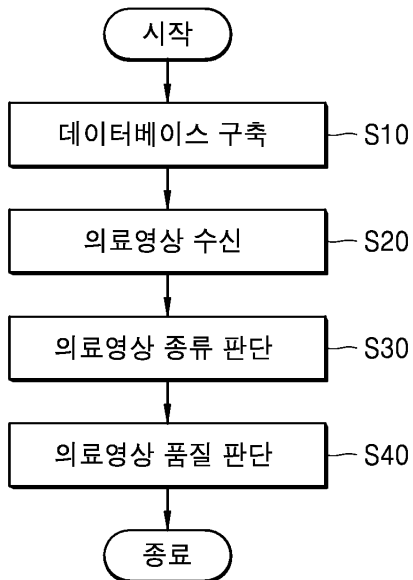 시작
데이터베이스 구축 S10
의료영상 수신 S20
의료영상 종류 판단 S30
의료영상 품질 판단 S40
종료